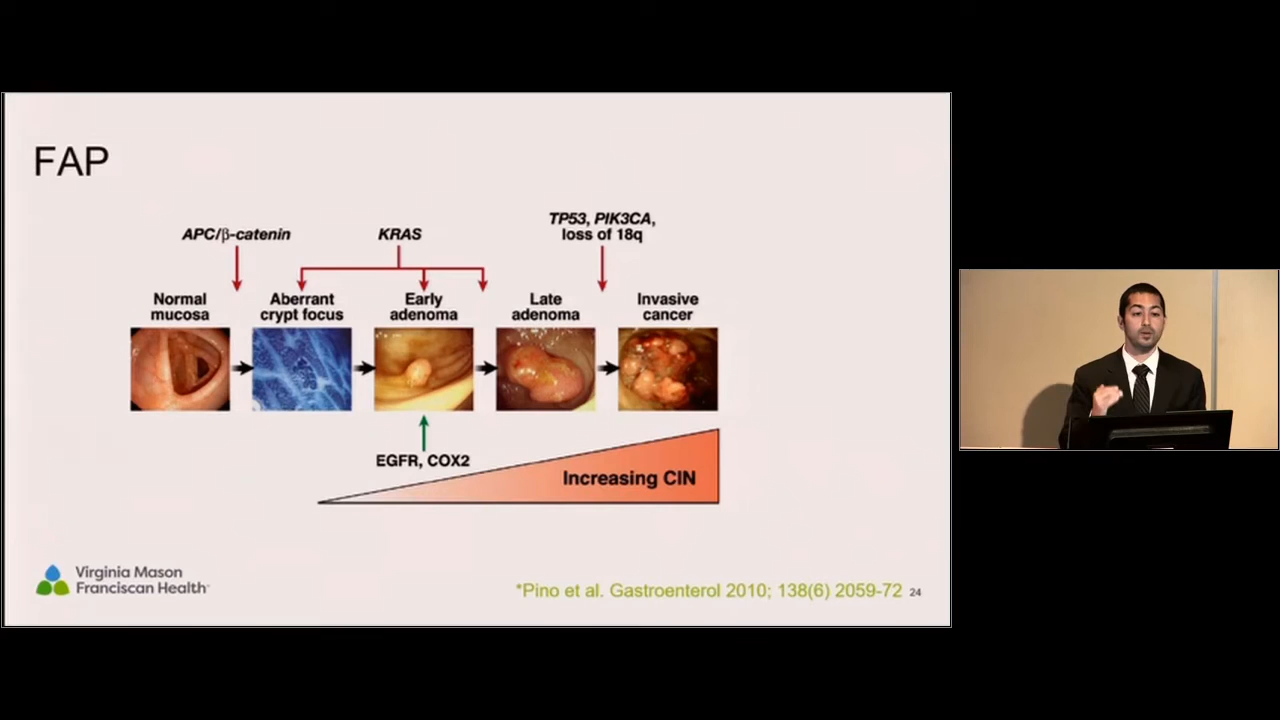 FAP
APC/β-catenin
KRAS
TP53, PIK3CA,
loss of 18q
Normal
mucosa
Aberrant
crypt focus
Early
adenoma
Late
adenoma
Invasive
cancer
EGFR, COX2
Increasing CIN
Virginia Mason
Franciscan Health
*Pino et al. Gastroenterol 2010; 138(6) 2059-72
24